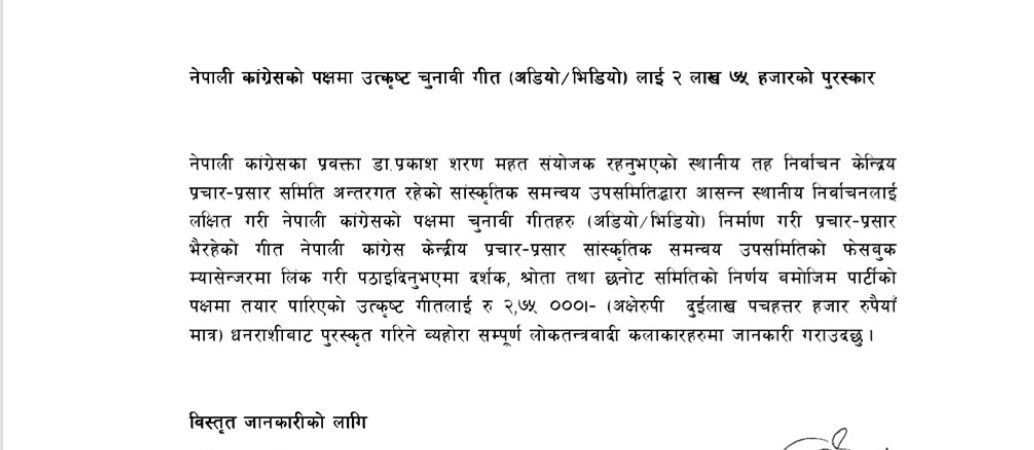 नेपाली कांग्रेसको पक्षमा उत्कृष्ट चुनावी गीत (अडियो/भिडियो) लाई २ लाख ७५ हजारको पुरस्कार
नेपाली कांग्रेसका प्रवक्ता डा.प्रकाश शरण महत संयोजक रहनुभएको स्थानीय तह निर्वाचन केन्द्रिय
प्रचार-प्रसार समिति अन्तरगत रहेको सांस्कृतिक समन्वय उपसमितिद्वारा आसन्न स्थानीय निर्वाचनलाई
लक्षित गरी नेपाली कांग्रेसको पक्षमा चुनावी गीतहरु (अडियो/भिडियो) निर्माण गरी प्रचार-प्रसार
भैरहेको गीत नेपाली कांग्रेस केन्द्रीय प्रचार-प्रसार सांस्कृतिक समन्वय उपसमितिको फेसबुक
म्यासेन्जरमा लिंक गरी पठाइदिनुभएमा दर्शक, श्रोता तथा छनोट समितिको निर्णय बमोजिम पार्टीको
पक्षमा तयार पारिएको उत्कृष्ट गीतलाई रु २,७५ ०००।- (अक्षेरुपी दुईलाख पचहत्तर हजार रुपैयाँ
मात्र) धनराशीबाट पुरस्कृत गरिने व्यहोरा सम्पूर्ण लोकतन्त्रवादी कलाकारहरुमा जानकारी गराउदछु ।
विस्तृत जानकारीको लागि